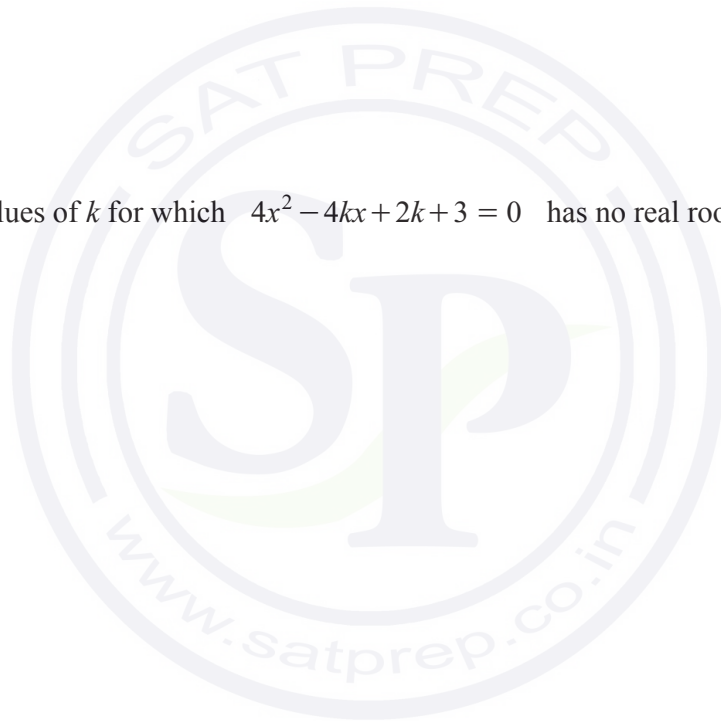 SAT PREP
lues of k for which 4x² − 4kx + 2k + 3 = 0 has no real roo
SP
www.satprep.co.in